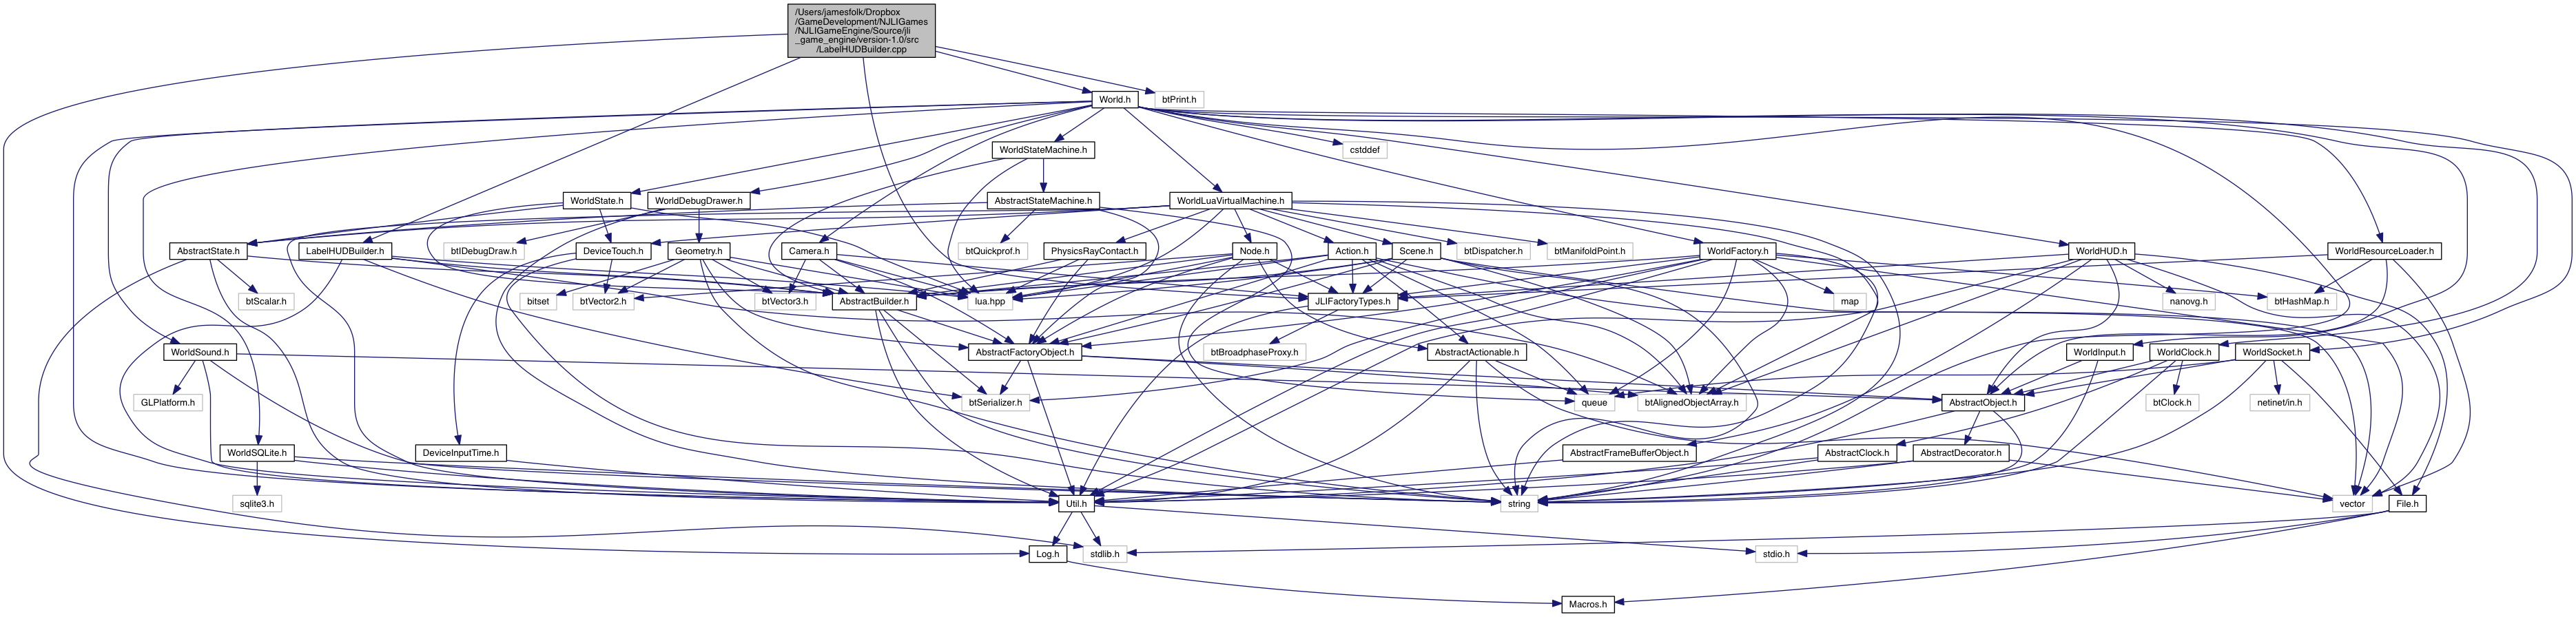 /Users/jamesfolk/Dropbox
/GameDevelopment/NJLIGames
/NJLIGameEngine/Source/jli
_game_engine/version-1.0/src
/LabelHUDBuilder.cpp
World.h
btPrint.h
WorldStateMachine.h
cstddef
WorldState.h
WorldDebugDrawer.h
AbstractStateMachine.h
WorldLuaVirtualMachine.h
AbstractState.h
LabelHUDBuilder.h
btIDebugDraw.h
DeviceTouch.h
Geometry.h
Camera.h
btQuickprof.h
PhysicsRayContact.h
Node.h
Action.h
Scene.h
btDispatcher.h
btManifoldPoint.h
WorldFactory.h
WorldHUD.h
WorldResourceLoader.h
btScalar.h
bitset
btVector2.h
btVector3.h
AbstractBuilder.h
lua.hpp
JLIFactoryTypes.h
map
nanovg.h
btHashMap.h
WorldSound.h
AbstractFactoryObject.h
btBroadphaseProxy.h
AbstractActionable.h
WorldInput.h
WorldClock.h
WorldSocket.h
GLPlatform.h
btSerializer.h
queue
btAlignedObjectArray.h
AbstractObject.h
btClock.h
netinet/in.h
WorldSQLite.h
DeviceInputTime.h
AbstractFrameBufferObject.h
AbstractClock.h
AbstractDecorator.h
sqlite3.h
Util.h
string
vector
File.h
Log.h
stdlib.h
stdio.h
Macros.h